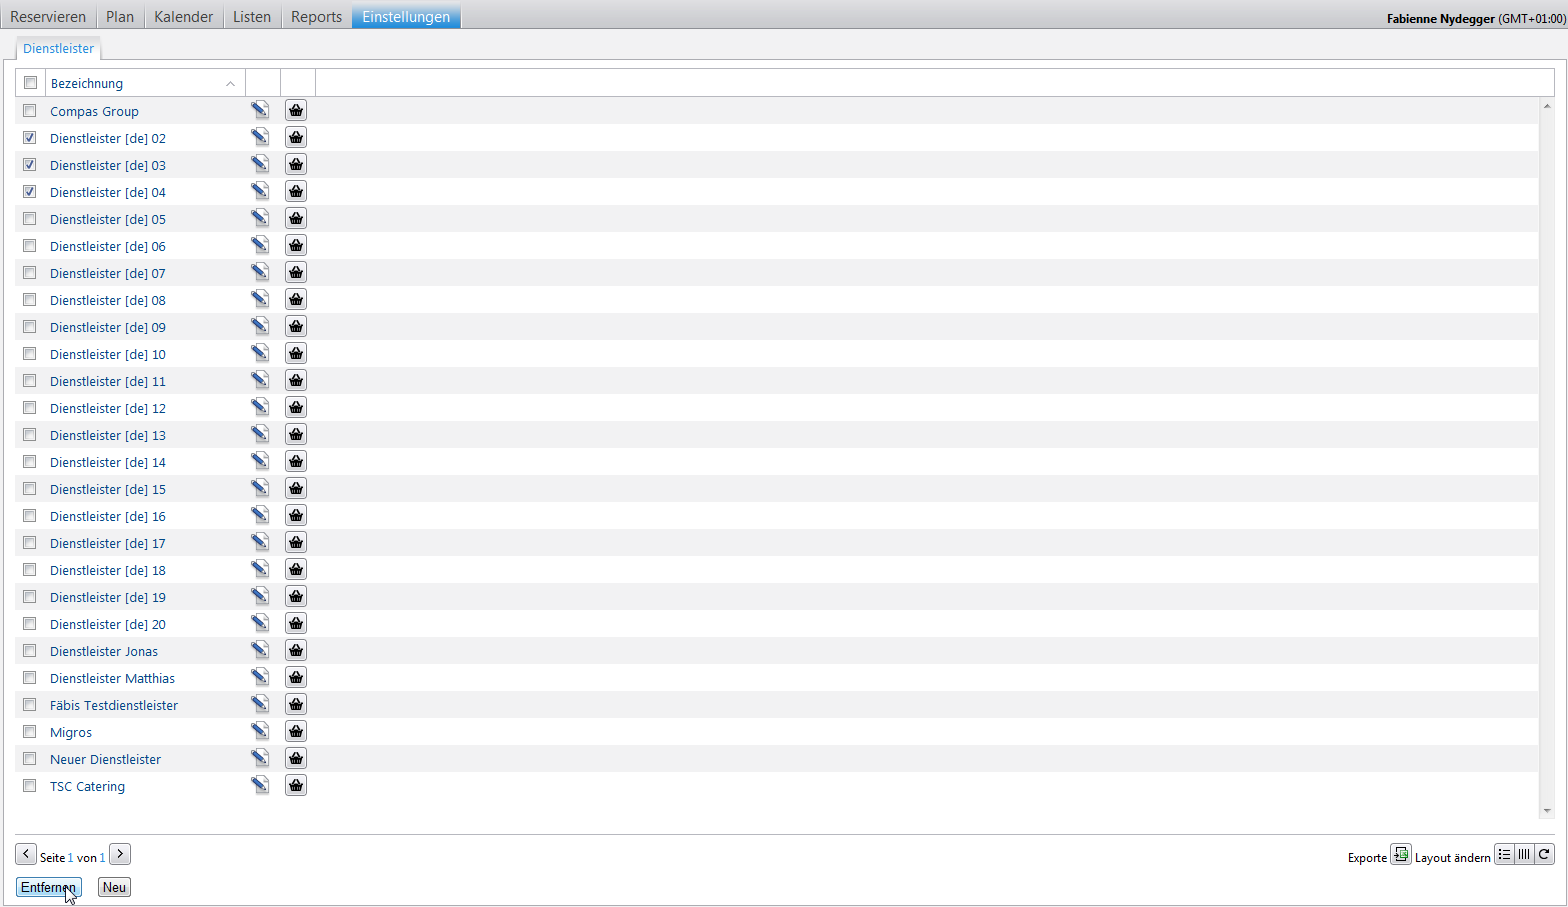 Reservieren Plan Kalender Listen Reports Einstellungen
Fabienne Nydegger (GMT+01:00)
Dienstleister
Bezeichnung
Compas Group
Dienstleister [de] 02
Dienstleister [de] 03
Dienstleister [de] 04
Dienstleister [de] 05
Dienstleister [de] 06
Dienstleister [de] 07
Dienstleister [de] 08
Dienstleister [de] 09
Dienstleister [de] 10
Dienstleister [de] 11
Dienstleister [de] 12
Dienstleister [de] 13
Dienstleister [de] 14
Dienstleister [de] 15
Dienstleister [de] 16
Dienstleister [de] 17
Dienstleister [de] 18
Dienstleister [de] 19
Dienstleister [de] 20
Dienstleister Jonas
Dienstleister Matthias
Fäbis Testdienstleister
Migros
Neuer Dienstleister
TSC Catering
Seite 1 von 1
Exporte Layout ändern
Entfernen Neu